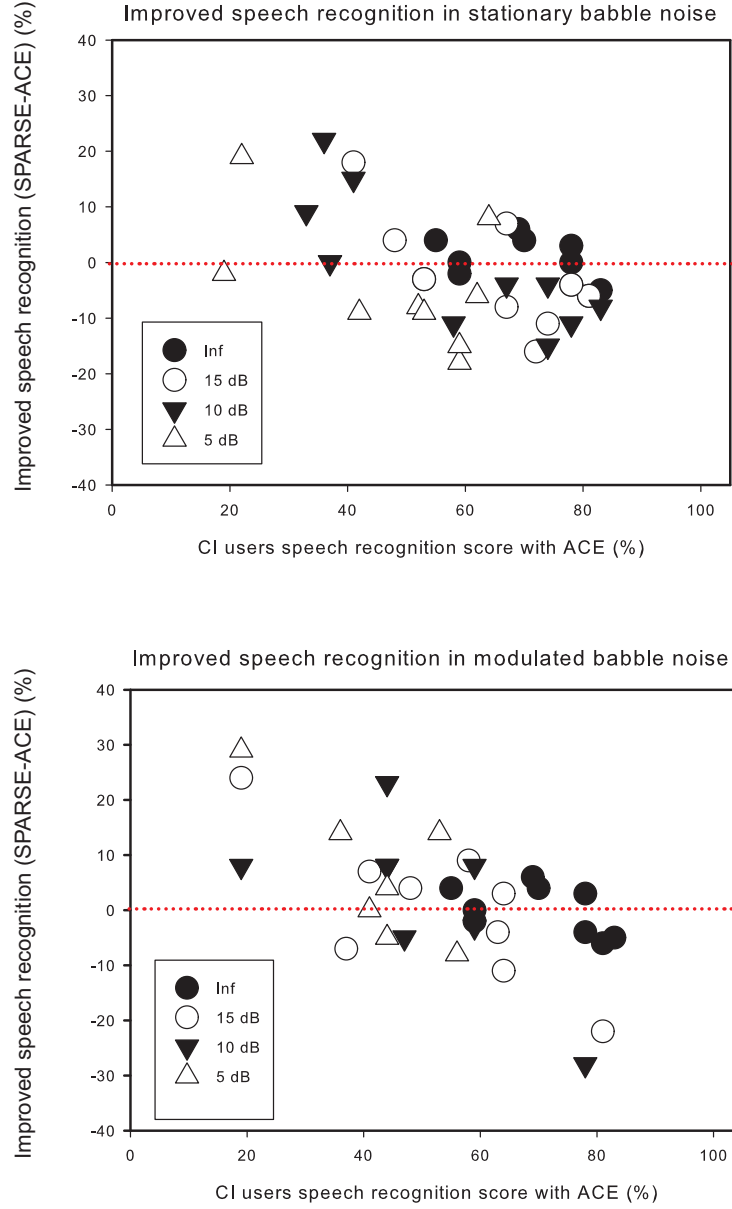 Improved speech recognition in stationary babble noise
Improved speech recognition (SPARSE-ACE) (%)
40
30
20
10
0
-10
-20
-30
-40
Inf
15 dB
10 dB
5 dB
0
20
40
60
80
100
CI users speech recognition score with ACE (%)
Improved speech recognition in modulated babble noise
Improved speech recognition (SPARSE-ACE) (%)
40
30
20
10
0
-10
-20
-30
-40
Inf
15 dB
10 dB
5 dB
0
20
40
60
80
100
CI users speech recognition score with ACE (%)